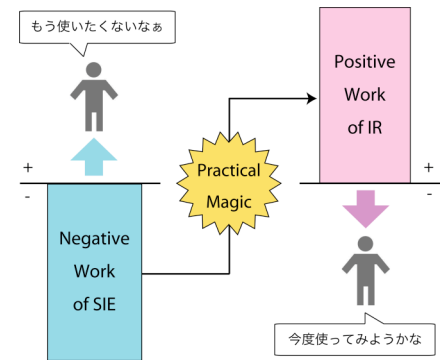 もう使いたくないなぁ
+
-
Negative
Work
of SIE
Practical
Magic
Positive
Work
of IR
+
-
今度使ってみようかな